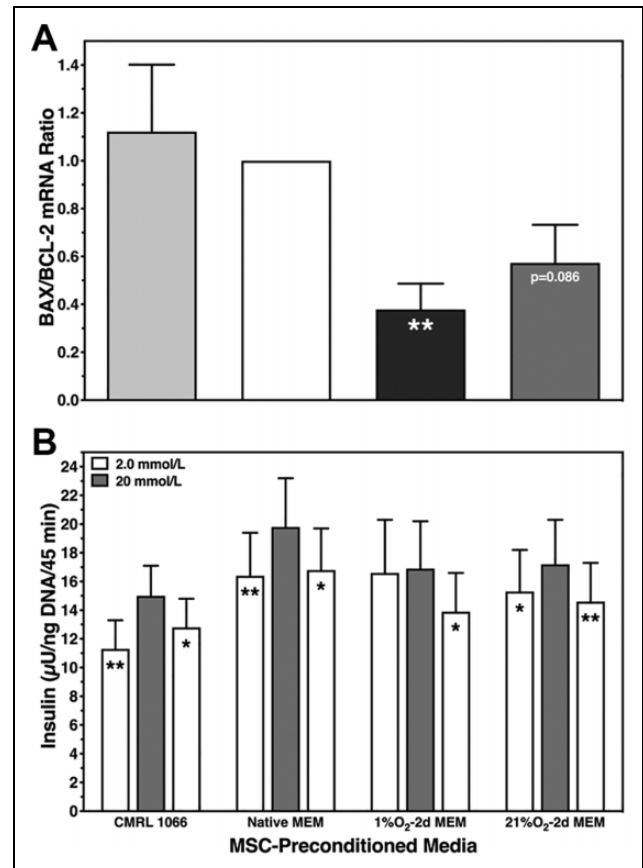 A
BAX/BCL-2 mRNA Ratio
1.4
1.2
1.0
0.8
0.6
0.4
0.2
0.0
**
p=0.086
B
Insulin (µU/ng DNA/45 min)
2.0 mmol/L
20 mmol/L
24
22
20
18
16
14
12
10
8
6
4
2
0
** * ** * * * **
CMRL 1066 Native MEM 1%O₂-2d MEM 21%O₂-2d MEM
MSC-Preconditioned Media